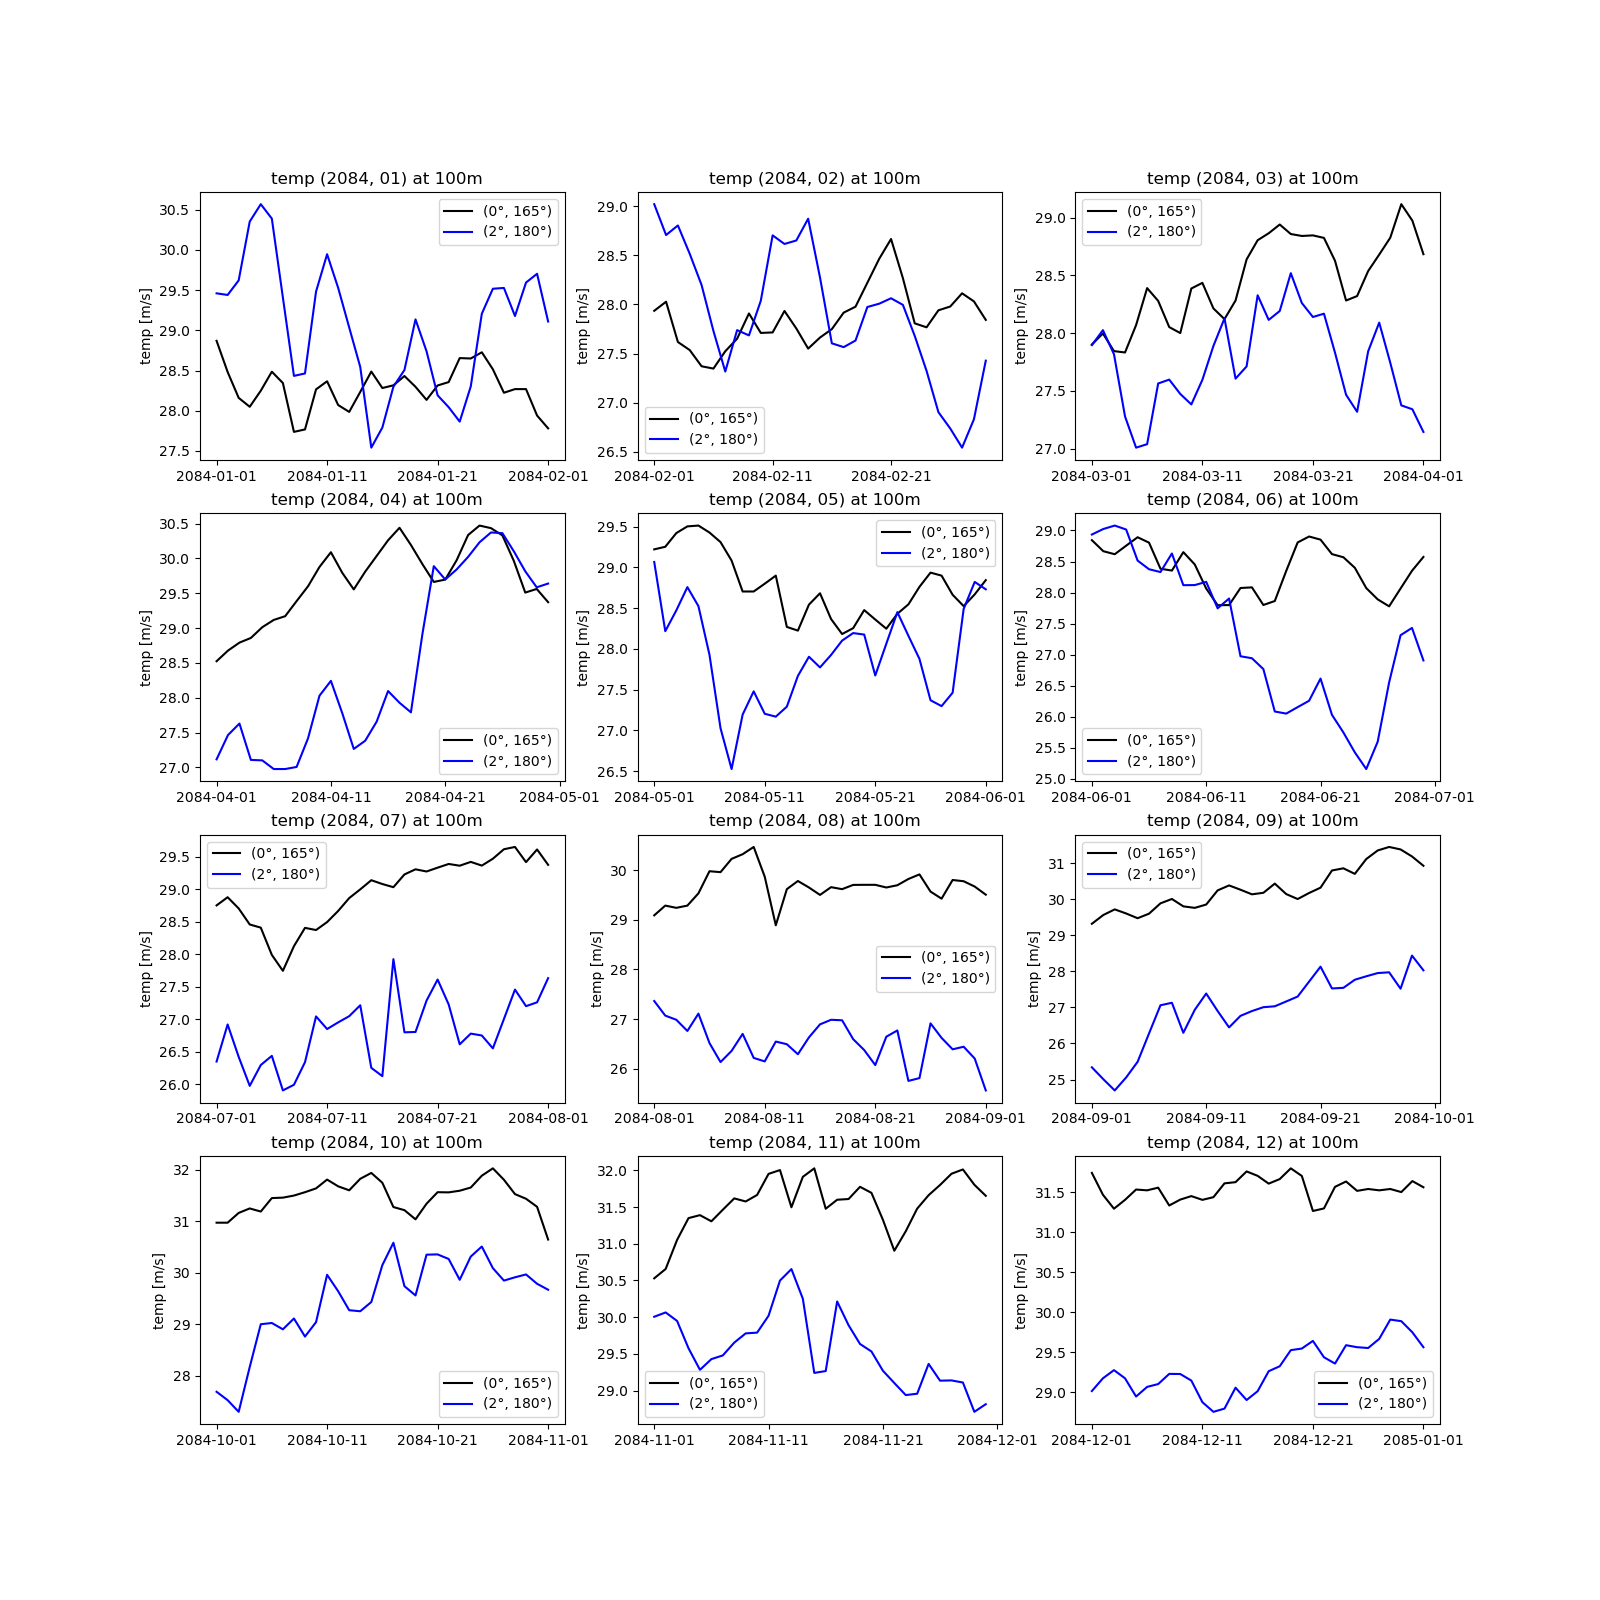 temp (2084, 01) at 100m
temp [m/s]
30.5
30.0
29.5
29.0
28.5
28.0
27.5
(0°, 165°)
(2°, 180°)
2084-01-01 2084-01-11 2084-01-21 2084-02-01
temp (2084, 02) at 100m
temp [m/s]
29.0
28.5
28.0
27.5
27.0
26.5
(0°, 165°)
(2°, 180°)
2084-02-01 2084-02-11 2084-02-21
temp (2084, 03) at 100m
temp [m/s]
29.0
28.5
28.0
27.5
27.0
(0°, 165°)
(2°, 180°)
2084-03-01 2084-03-11 2084-03-21 2084-04-01
temp (2084, 04) at 100m
temp [m/s]
30.5
30.0
29.5
29.0
28.5
28.0
27.5
27.0
(0°, 165°)
(2°, 180°)
2084-04-01 2084-04-11 2084-04-21 2084-05-01
temp (2084, 05) at 100m
temp [m/s]
29.5
29.0
28.5
28.0
27.5
27.0
26.5
(0°, 165°)
(2°, 180°)
2084-05-01 2084-05-11 2084-05-21 2084-06-01
temp (2084, 06) at 100m
temp [m/s]
29.0
28.5
28.0
27.5
27.0
26.5
26.0
25.5
25.0
(0°, 165°)
(2°, 180°)
2084-06-01 2084-06-11 2084-06-21 2084-07-01
temp (2084, 07) at 100m
temp [m/s]
29.5
29.0
28.5
28.0
27.5
27.0
26.5
26.0
(0°, 165°)
(2°, 180°)
2084-07-01 2084-07-11 2084-07-21 2084-08-01
temp (2084, 08) at 100m
temp [m/s]
30
29
28
27
26
(0°, 165°)
(2°, 180°)
2084-08-01 2084-08-11 2084-08-21 2084-09-01
temp (2084, 09) at 100m
temp [m/s]
31
30
29
28
27
26
25
(0°, 165°)
(2°, 180°)
2084-09-01 2084-09-11 2084-09-21 2084-10-01
temp (2084, 10) at 100m
temp [m/s]
32
31
30
29
28
(0°, 165°)
(2°, 180°)
2084-10-01 2084-10-11 2084-10-21 2084-11-01
temp (2084, 11) at 100m
temp [m/s]
32.0
31.5
31.0
30.5
30.0
29.5
29.0
(0°, 165°)
(2°, 180°)
2084-11-01 2084-11-11 2084-11-21 2084-12-01
temp (2084, 12) at 100m
temp [m/s]
31.5
31.0
30.5
30.0
29.5
29.0
(0°, 165°)
(2°, 180°)
2084-12-01 2084-12-11 2084-12-21 2085-01-01